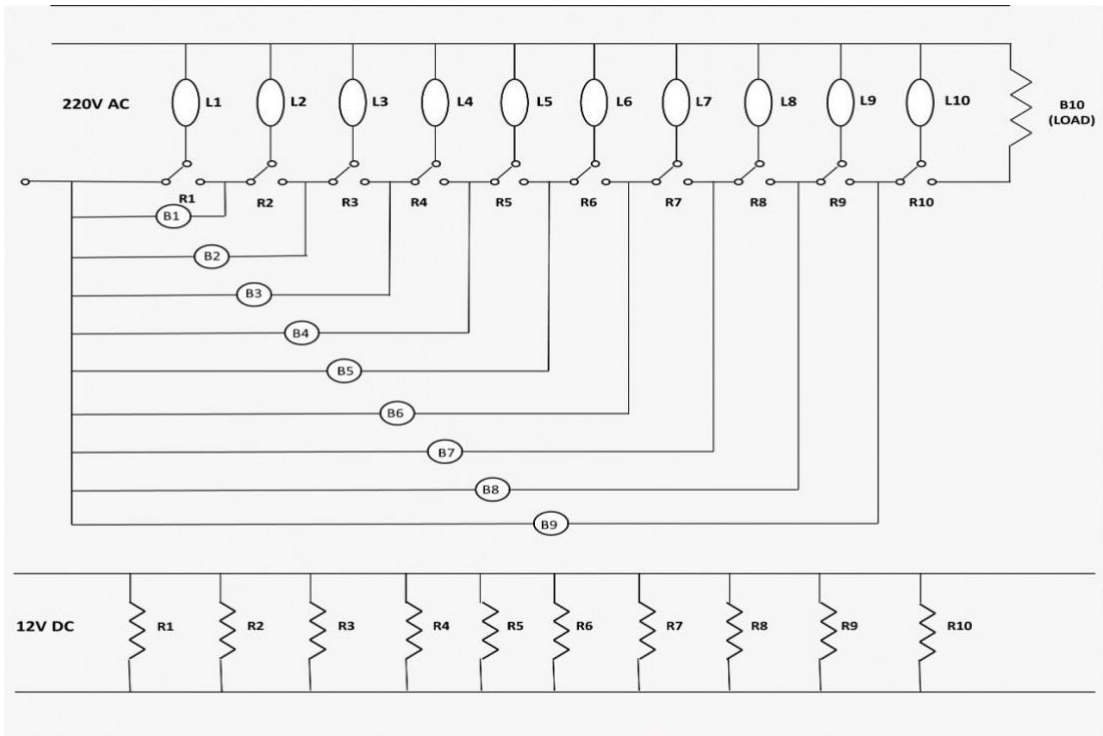 220V AC
L1 L2 L3 L4 L5 L6 L7 L8 L9 L10
B10
(LOAD)
R1 R2 R3 R4 R5 R6 R7 R8 R9 R10
B1
B2
B3
B4
B5
B6
B7
B8
B9
12V DC
R1 R2 R3 R4 R5 R6 R7 R8 R9 R10